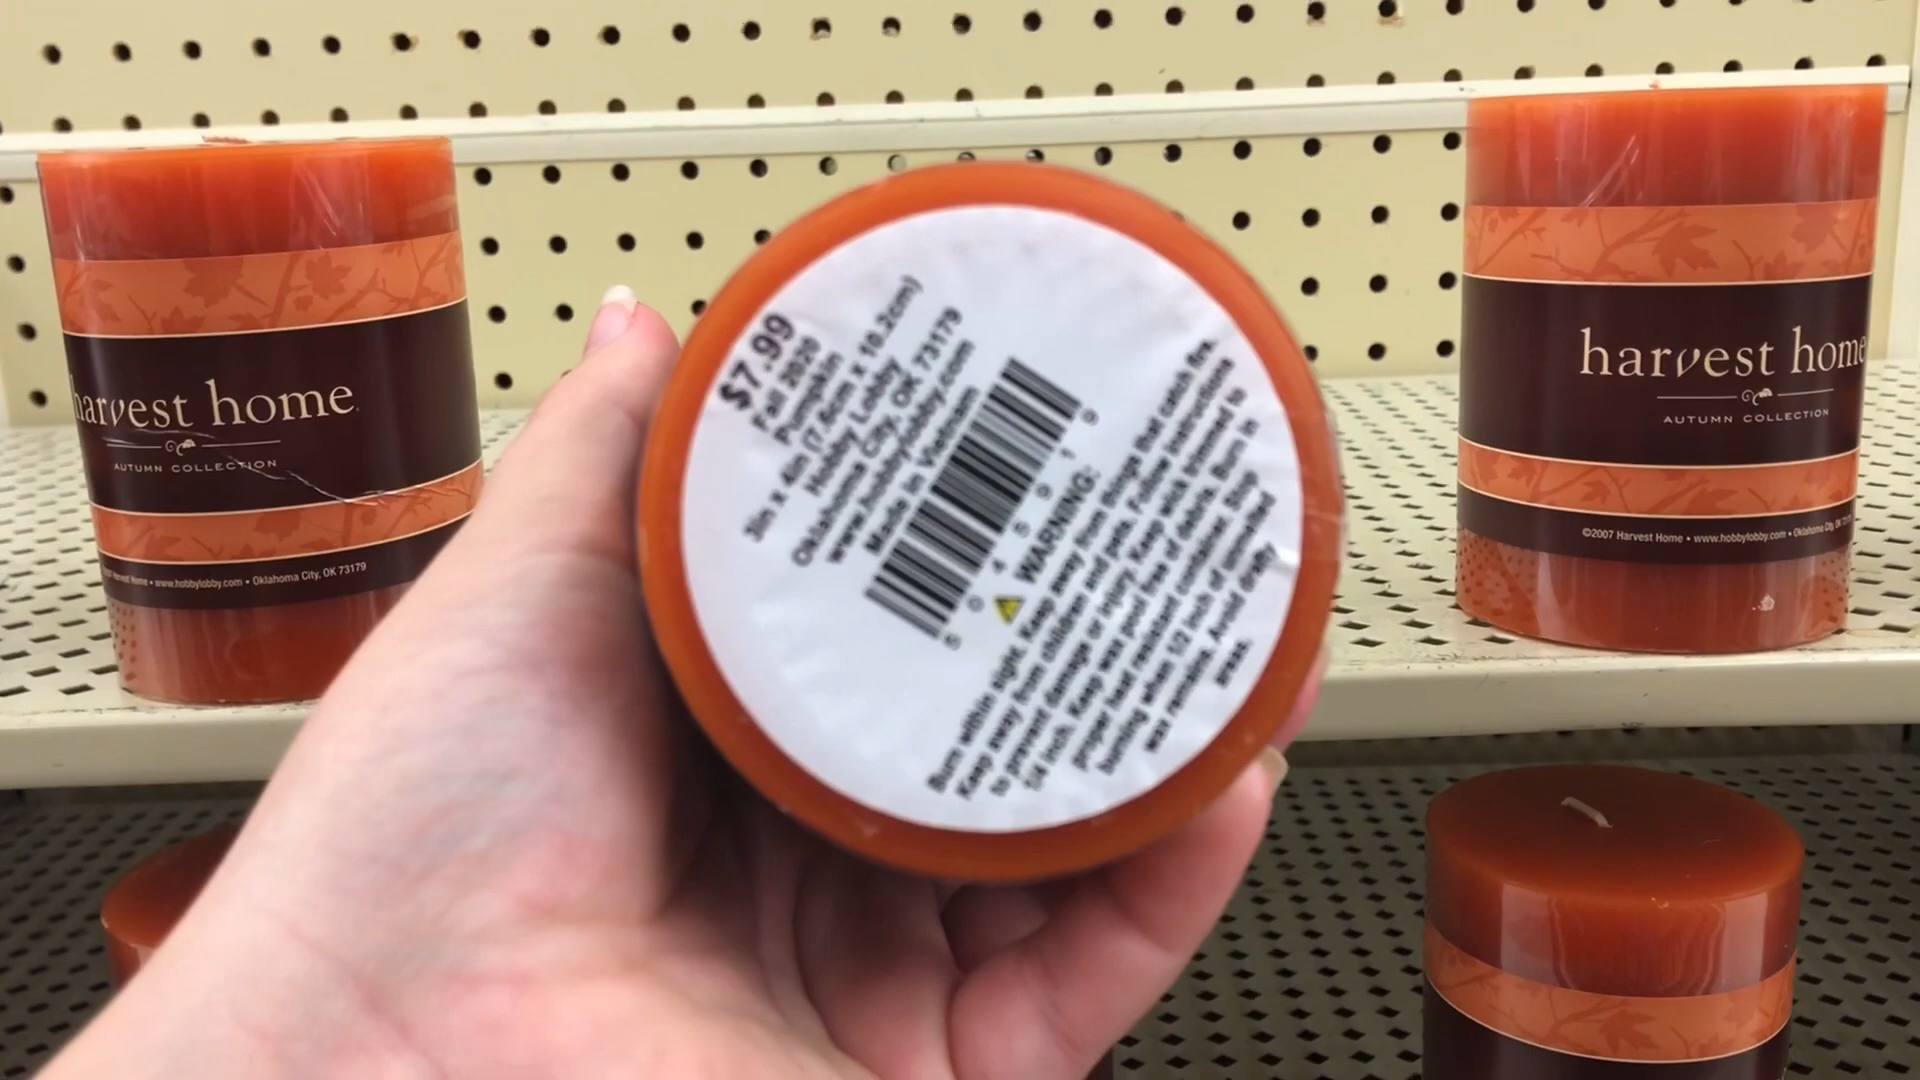 harvest home
AUTUMN COLLECTION
Harvest Home • www.hobbylobby.com • Oklahoma City, OK 73179
$7.99
Fall 2020
Pumpkin
3in x 4in (7.6cm x 10.2cm)
Hobby Lobby
Oklahoma City, OK 73179
www.hobbylobby.com
Made in Vietnam
WARNING:
Burn within sight. Keep away from things that catch fire.
Keep away from children and pets. Follow instructions
to prevent damage or injury. Keep wick trimmed to
1/4 inch. Keep wax pool free of debris. Burn in
proper heat resistant container. Stop
burning when 1/2 inch of unmelted
wax remains. Avoid drafty
areas.
harvest home
AUTUMN COLLECTION
©2007 Harvest Home • www.hobbylobby.com • Oklahoma City, OK